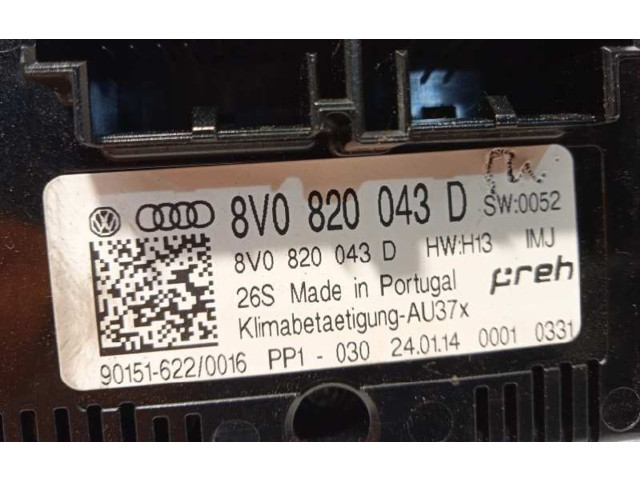 8V0 820 043 D SW:0052
8V0 820 043 D HW:H13 IMJ
26S Made in Portugal preh
Klimabetaetigung-AU37x
90151-622/0016 PP1 - 030 24.01.14 0001 0331